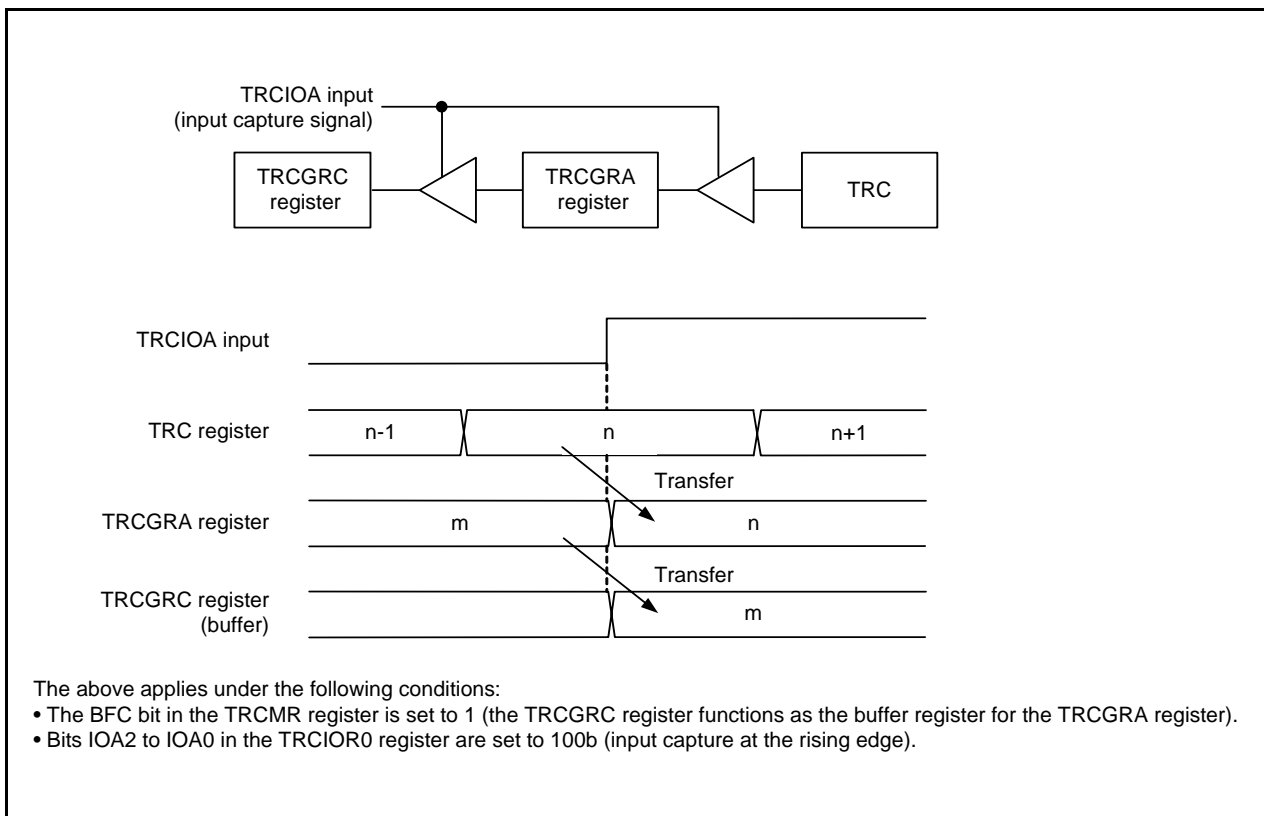 TRCIOA input
(input capture signal)
TRCGRC
register
TRCGRA
register
TRC
TRCIOA input
TRC register
n-1
n
n+1
Transfer
TRCGRA register
m
n
Transfer
TRCGRC register
(buffer)
m
The above applies under the following conditions:
• The BFC bit in the TRCMR register is set to 1 (the TRCGRC register functions as the buffer register for the TRCGRA register).
• Bits IOA2 to IOA0 in the TRCIOR0 register are set to 100b (input capture at the rising edge).